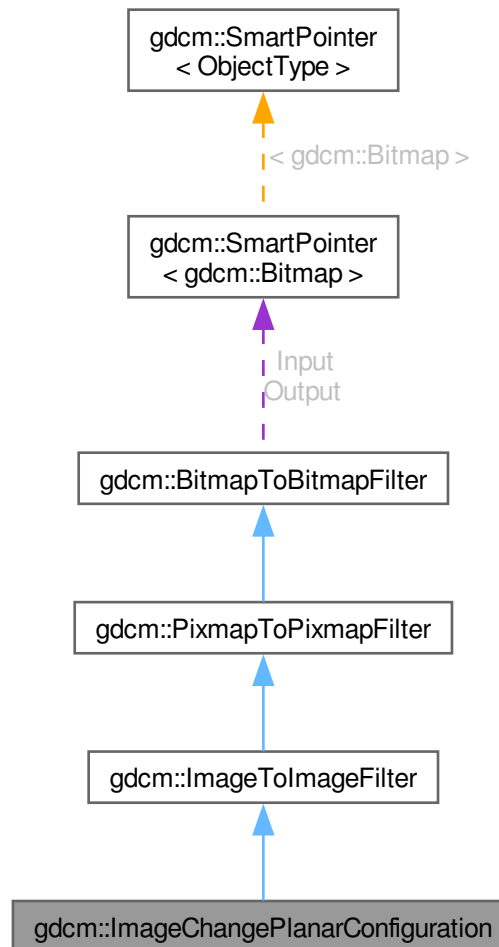 gdcm::SmartPointer
< ObjectType >
< gdcm::Bitmap >
gdcm::SmartPointer
< gdcm::Bitmap >
Input
Output
gdcm::BitmapToBitmapFilter
gdcm::PixmapToPixmapFilter
gdcm::ImageToImageFilter
gdcm::ImageChangePlanarConfiguration